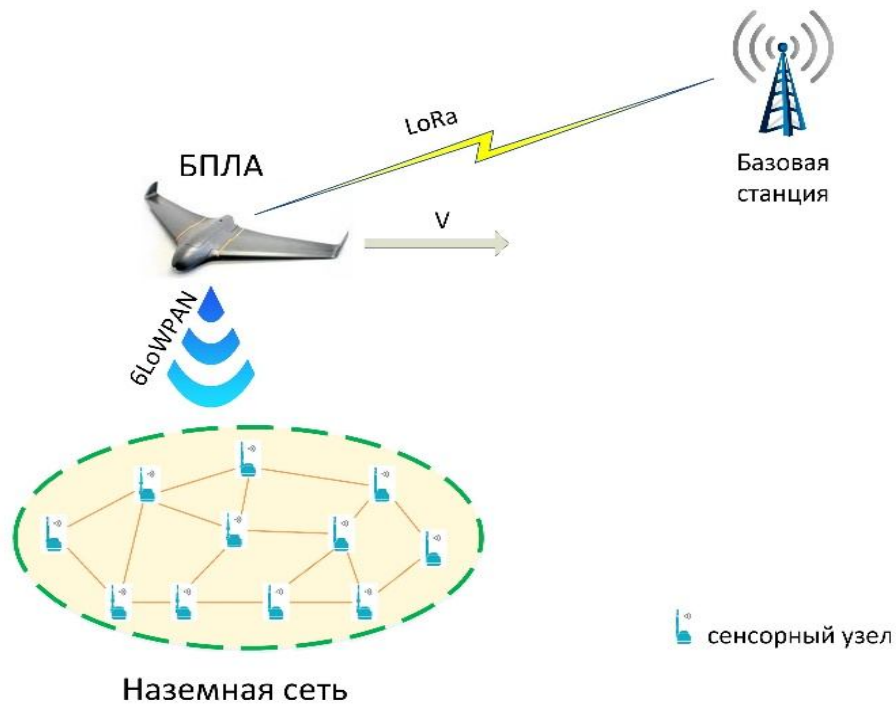 LoRa
БПЛА
Базовая
станция
V
6LoWPAN
сенсорный узел
Наземная сеть